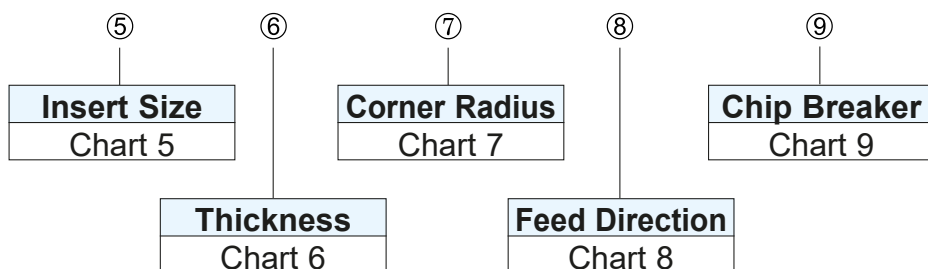 ⑤ ⑥ ⑦ ⑧ ⑨
Insert Size Corner Radius Chip Breaker
Chart 5 Chart 7 Chart 9
Thickness Feed Direction
Chart 6 Chart 8